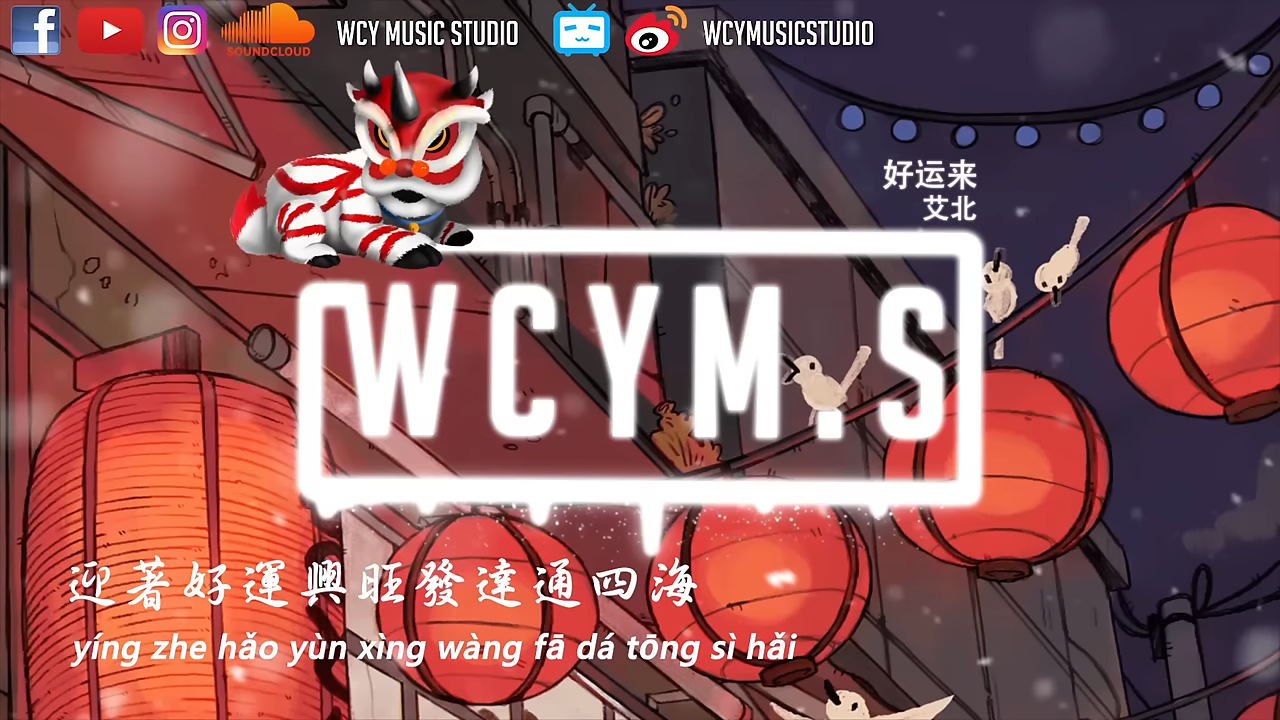 SOUNDCLOUD
WCY MUSIC STUDIO
WCYMUSICSTUDIO
好运来
艾北
WCYM.S
迎著好運興旺發達通四海
yíng zhe hǎo yùn xìng wàng fā dá tōng sì hǎi